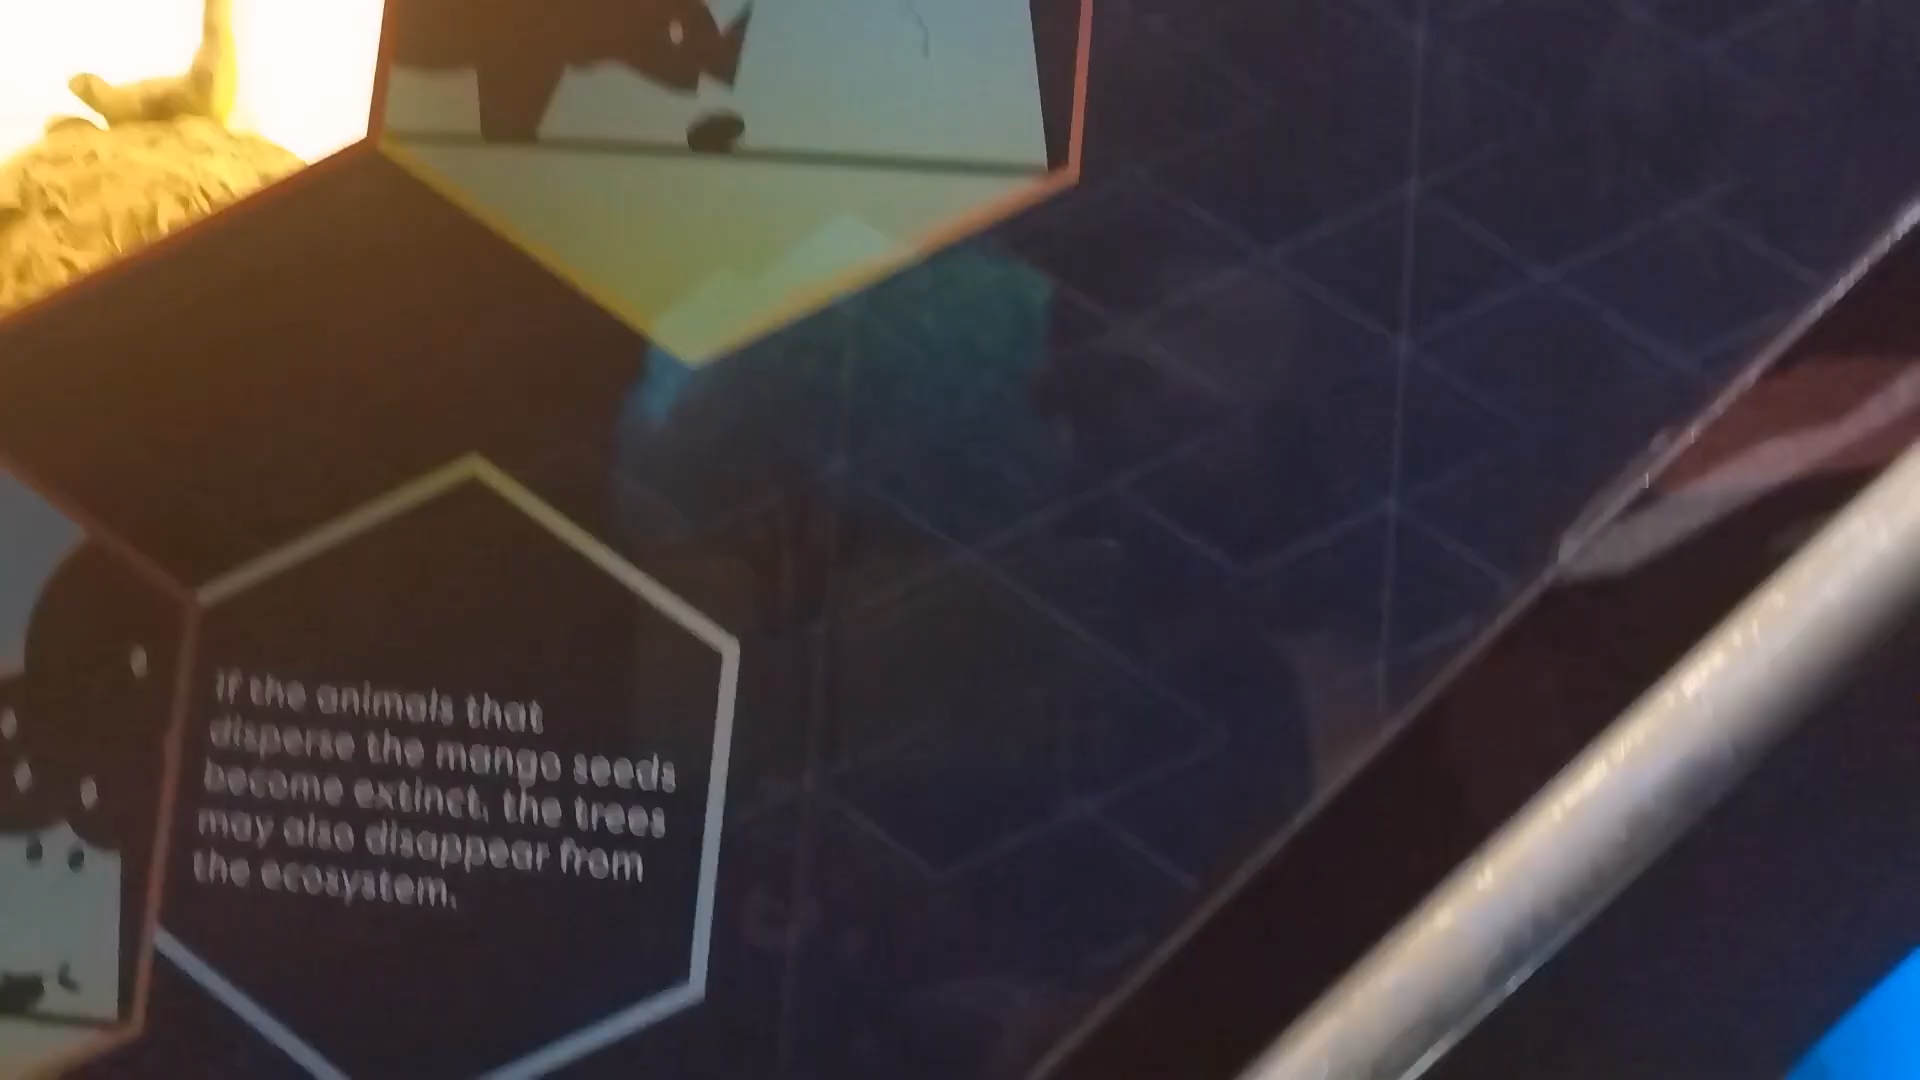 If the animals that
disperse the mango seeds
become extinct, the trees
may also disappear from
the ecosystem.